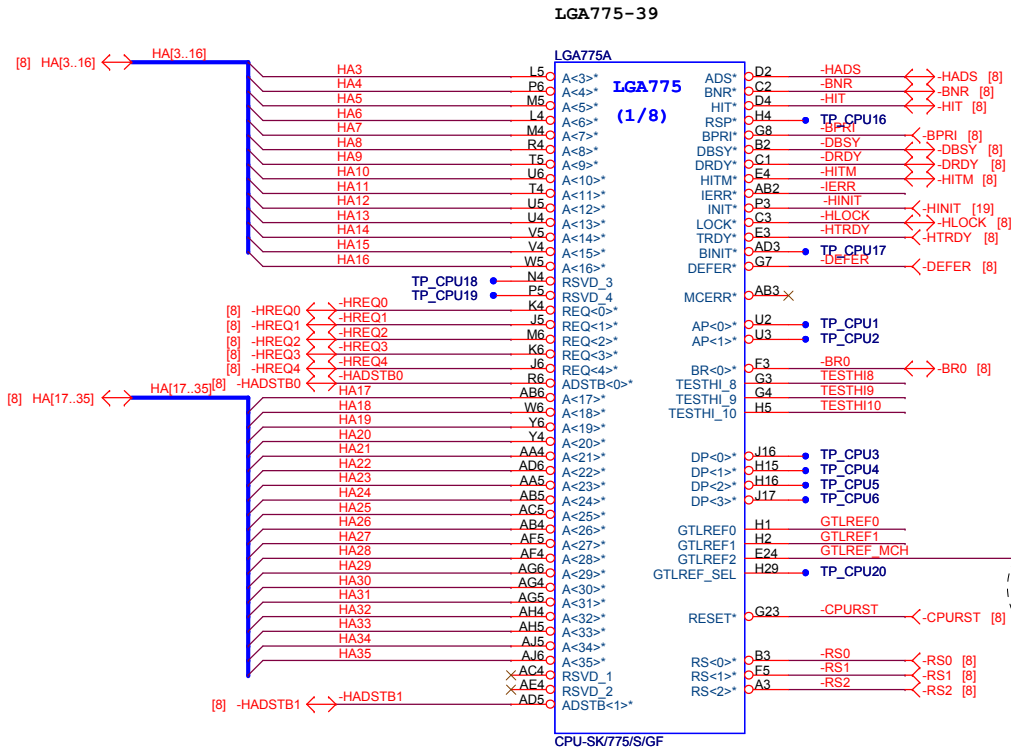 LGA775-39
LGA775A
LGA775
(1/8)
[8] HA[3..16] HA[3..16]
HA3 L5 A<3>*
HA4 P6 A<4>*
HA5 M5 A<5>*
HA6 L4 A<6>*
HA7 M4 A<7>*
HA8 R4 A<8>*
HA9 T5 A<9>*
HA10 U6 A<10>*
HA11 T4 A<11>*
HA12 U5 A<12>*
HA13 U4 A<13>*
HA14 V5 A<14>*
HA15 V4 A<15>*
HA16 W5 A<16>*
TP_CPU18 N4 RSVD_3
TP_CPU19 P5 RSVD_4
[8] -HREQ0 -HREQ0 K4 REQ<0>*
[8] -HREQ1 -HREQ1 J5 REQ<1>*
[8] -HREQ2 -HREQ2 M6 REQ<2>*
[8] -HREQ3 -HREQ3 K6 REQ<3>*
[8] -HREQ4 -HREQ4 J6 REQ<4>*
[8] -HADSTB0 -HADSTB0 R6 ADSTB<0>*
[8] HA[17..35] HA[17..35]
HA17 AB6 A<17>*
HA18 W6 A<18>*
HA19 Y6 A<19>*
HA20 Y4 A<20>*
HA21 AA4 A<21>*
HA22 AD6 A<22>*
HA23 AA5 A<23>*
HA24 AB5 A<24>*
HA25 AC5 A<25>*
HA26 AB4 A<26>*
HA27 AF5 A<27>*
HA28 AF4 A<28>*
HA29 AG6 A<29>*
HA30 AG4 A<30>*
HA31 AG5 A<31>*
HA32 AH4 A<32>*
HA33 AH5 A<33>*
HA34 AJ5 A<34>*
HA35 AJ6 A<35>*
AC4 RSVD_1
AE4 RSVD_2
[8] -HADSTB1 -HADSTB1 AD5 ADSTB<1>*
ADS* D2 -HADS -HADS [8]
BNR* C2 -BNR -BNR [8]
HIT* D4 -HIT -HIT [8]
RSP* H4 TP_CPU16
BPRI* G8 -BPRI -BPRI [8]
DBSY* B2 -DBSY -DBSY [8]
DRDY* C1 -DRDY -DRDY [8]
HITM* E4 -HITM -HITM [8]
IERR* AB2 -IERR
INIT* P3 -HINIT -HINIT [19]
LOCK* C3 -HLOCK -HLOCK [8]
TRDY* E3 -HTRDY -HTRDY [8]
BINIT* AD3 TP_CPU17
DEFER* G7 -DEFER -DEFER [8]
MCERR* AB3
AP<0>* U2 TP_CPU1
AP<1>* U3 TP_CPU2
BR<0>* F3 -BR0 -BR0 [8]
TESTHI_8 G3 TESTHI8
TESTHI_9 G4 TESTHI9
TESTHI_10 H5 TESTHI10
DP<0>* J16 TP_CPU3
DP<1>* H15 TP_CPU4
DP<2>* H16 TP_CPU5
DP<3>* J17 TP_CPU6
GTLREF0 H1 GTLREF0
GTLREF1 H2 GTLREF1
GTLREF2 E24 GTLREF_MCH
GTLREF_SEL H29 TP_CPU20
RESET* G23 -CPURST -CPURST [8]
RS<0>* B3 -RS0 -RS0 [8]
RS<1>* F5 -RS1 -RS1 [8]
RS<2>* A3 -RS2 -RS2 [8]
CPU-SK/775/S/GF